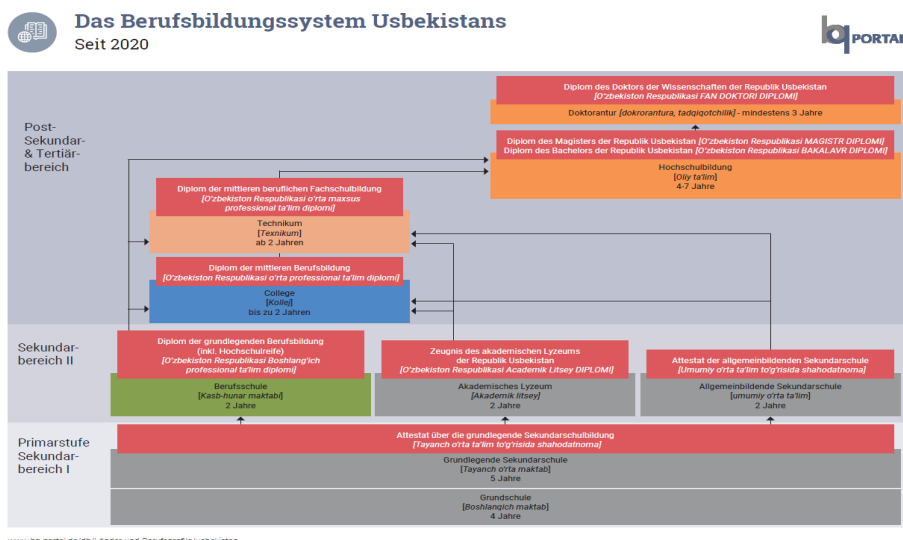 Das Berufsbildungssystem Usbekistans
Seit 2020
bq PORTAL
Diplom des Doktors der Wissenschaften der Republik Usbekistan
[O'zbekiston Respublikasi FAN DOKTORI DIPLOMI]
Doktorantur [dokrorantura, tadqiqotchilik] - mindestens 3 Jahre
Post-
Sekundar-
& Tertiär-
bereich
Diplom des Magisters der Republik Usbekistan [O'zbekiston Respublikasi MAGISTR DIPLOMI]
Diplom des Bachelors der Republik Usbekistan [O'zbekiston Respublikasi BAKALAVR DIPLOMI]
Hochschulbildung
[Oliy ta'lim]
4-7 Jahre
Diplom der mittleren beruflichen Fachschulbildung
[O'zbekiston Respublikasi o'rta maxsus
professional ta'lim diplomi]
Technikum
[Texnikum]
ab 2 Jahren
Diplom der mittleren Berufsbildung
[O'zbekiston Respublikasi o'rta professional ta'lim diplomi]
College
[Kollej]
bis zu 2 Jahren
Sekundar-
bereich II
Diplom der grundlegenden Berufsbildung
(inkl. Hochschulreife)
[O'zbekiston Respublikasi Boshlang'ich
professional ta'lim diplomi]
Berufsschule
[Kasb-hunar maktabi]
2 Jahre
Zeugnis des akademischen Lyzeums
der Republik Usbekistan
[O'zbekiston Respublikasi Academik Litsey DIPLOMI]
Akademisches Lyzeum
[Akademik litsey]
2 Jahre
Attestat der allgemeinbildenden Sekundarschule
[Umumiy o'rta ta'lim to'g'risida shahodatnoma]
Allgemeinbildende Sekundarschule
[umumiy o'rta ta'lim]
2 Jahre
Primarstufe
Sekundar-
bereich I
Attestat über die grundlegende Sekundarschulbildung
[Tayanch o'rta ta'lim to'g'risida shahodatnoma]
Grundlegende Sekundarschule
[Tayanch o'rta maktab]
5 Jahre
Grundschule
[Boshlanqich maktab]
4 Jahre